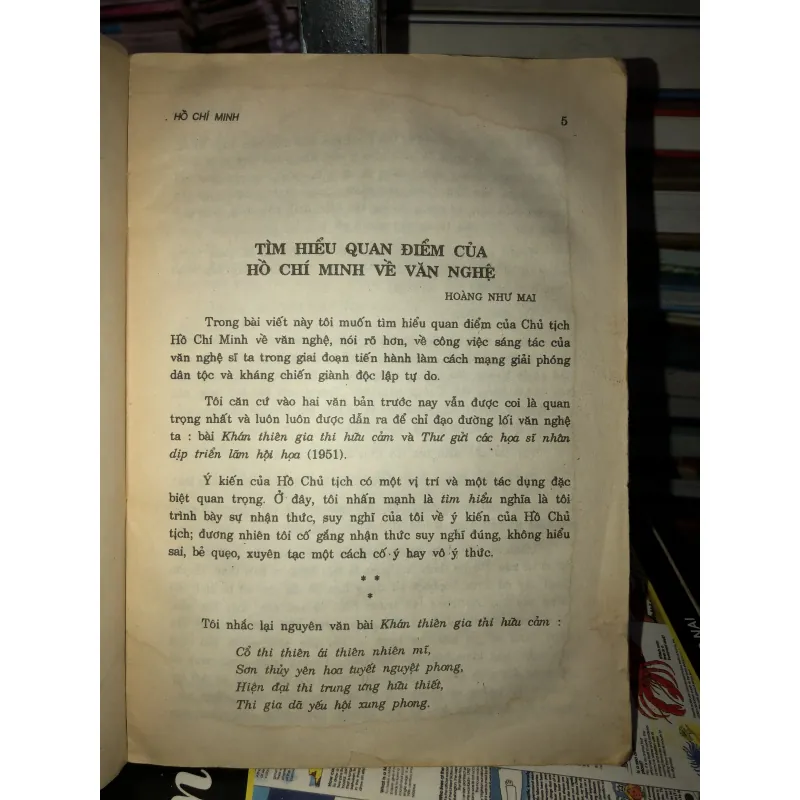 HỒ CHÍ MINH
5
TÌM HIỂU QUAN ĐIỂM CỦA
HỒ CHÍ MINH VỀ VĂN NGHỆ
HOÀNG NHƯ MAI
Trong bài viết này tôi muốn tìm hiểu quan điểm của Chủ tịch
Hồ Chí Minh về văn nghệ, nói rõ hơn, về công việc sáng tác của
văn nghệ sĩ ta trong giai đoạn tiến hành làm cách mạng giải phóng
dân tộc và kháng chiến giành độc lập tự do.
Tôi căn cứ vào hai văn bản trước nay vẫn được coi là quan
trọng nhất và luôn luôn được dẫn ra để chỉ đạo đường lối văn nghệ
ta : bài Khán thiên gia thi hữu cảm và Thư gửi các họa sĩ nhân
dịp triển lãm hội họa (1951).
Ý kiến của Hồ Chủ tịch có một vị trí và một tác dụng đặc
biệt quan trọng. Ở đây, tôi nhấn mạnh là tìm hiểu nghĩa là tôi
trình bày sự nhận thức, suy nghĩ của tôi về ý kiến của Hồ Chủ
tịch; đương nhiên tôi cố gắng nhận thức suy nghĩ đúng, không hiểu
sai, bẻ quẹo, xuyên tạc một cách cố ý hay vô ý thức.
* *
*
Tôi nhắc lại nguyên văn bài Khán thiên gia thi hữu cảm :
Cổ thi thiên ái thiên nhiên mĩ,
Sơn thủy yên hoa tuyết nguyệt phong,
Hiện đại thi trung ưng hữu thiết,
Thi gia dã yếu hội xung phong.
NAI